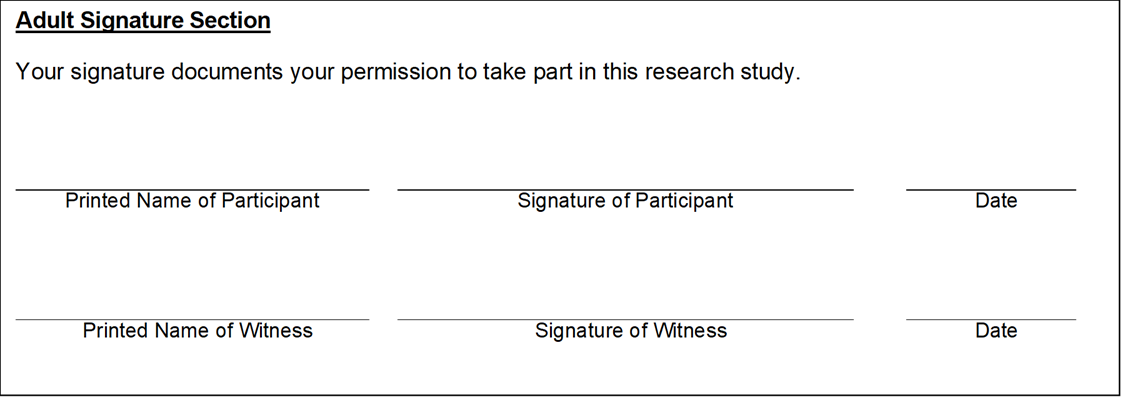 Adult Signature Section
Your signature documents your permission to take part in this research study.
Printed Name of Participant Signature of Participant Date
Printed Name of Witness Signature of Witness Date